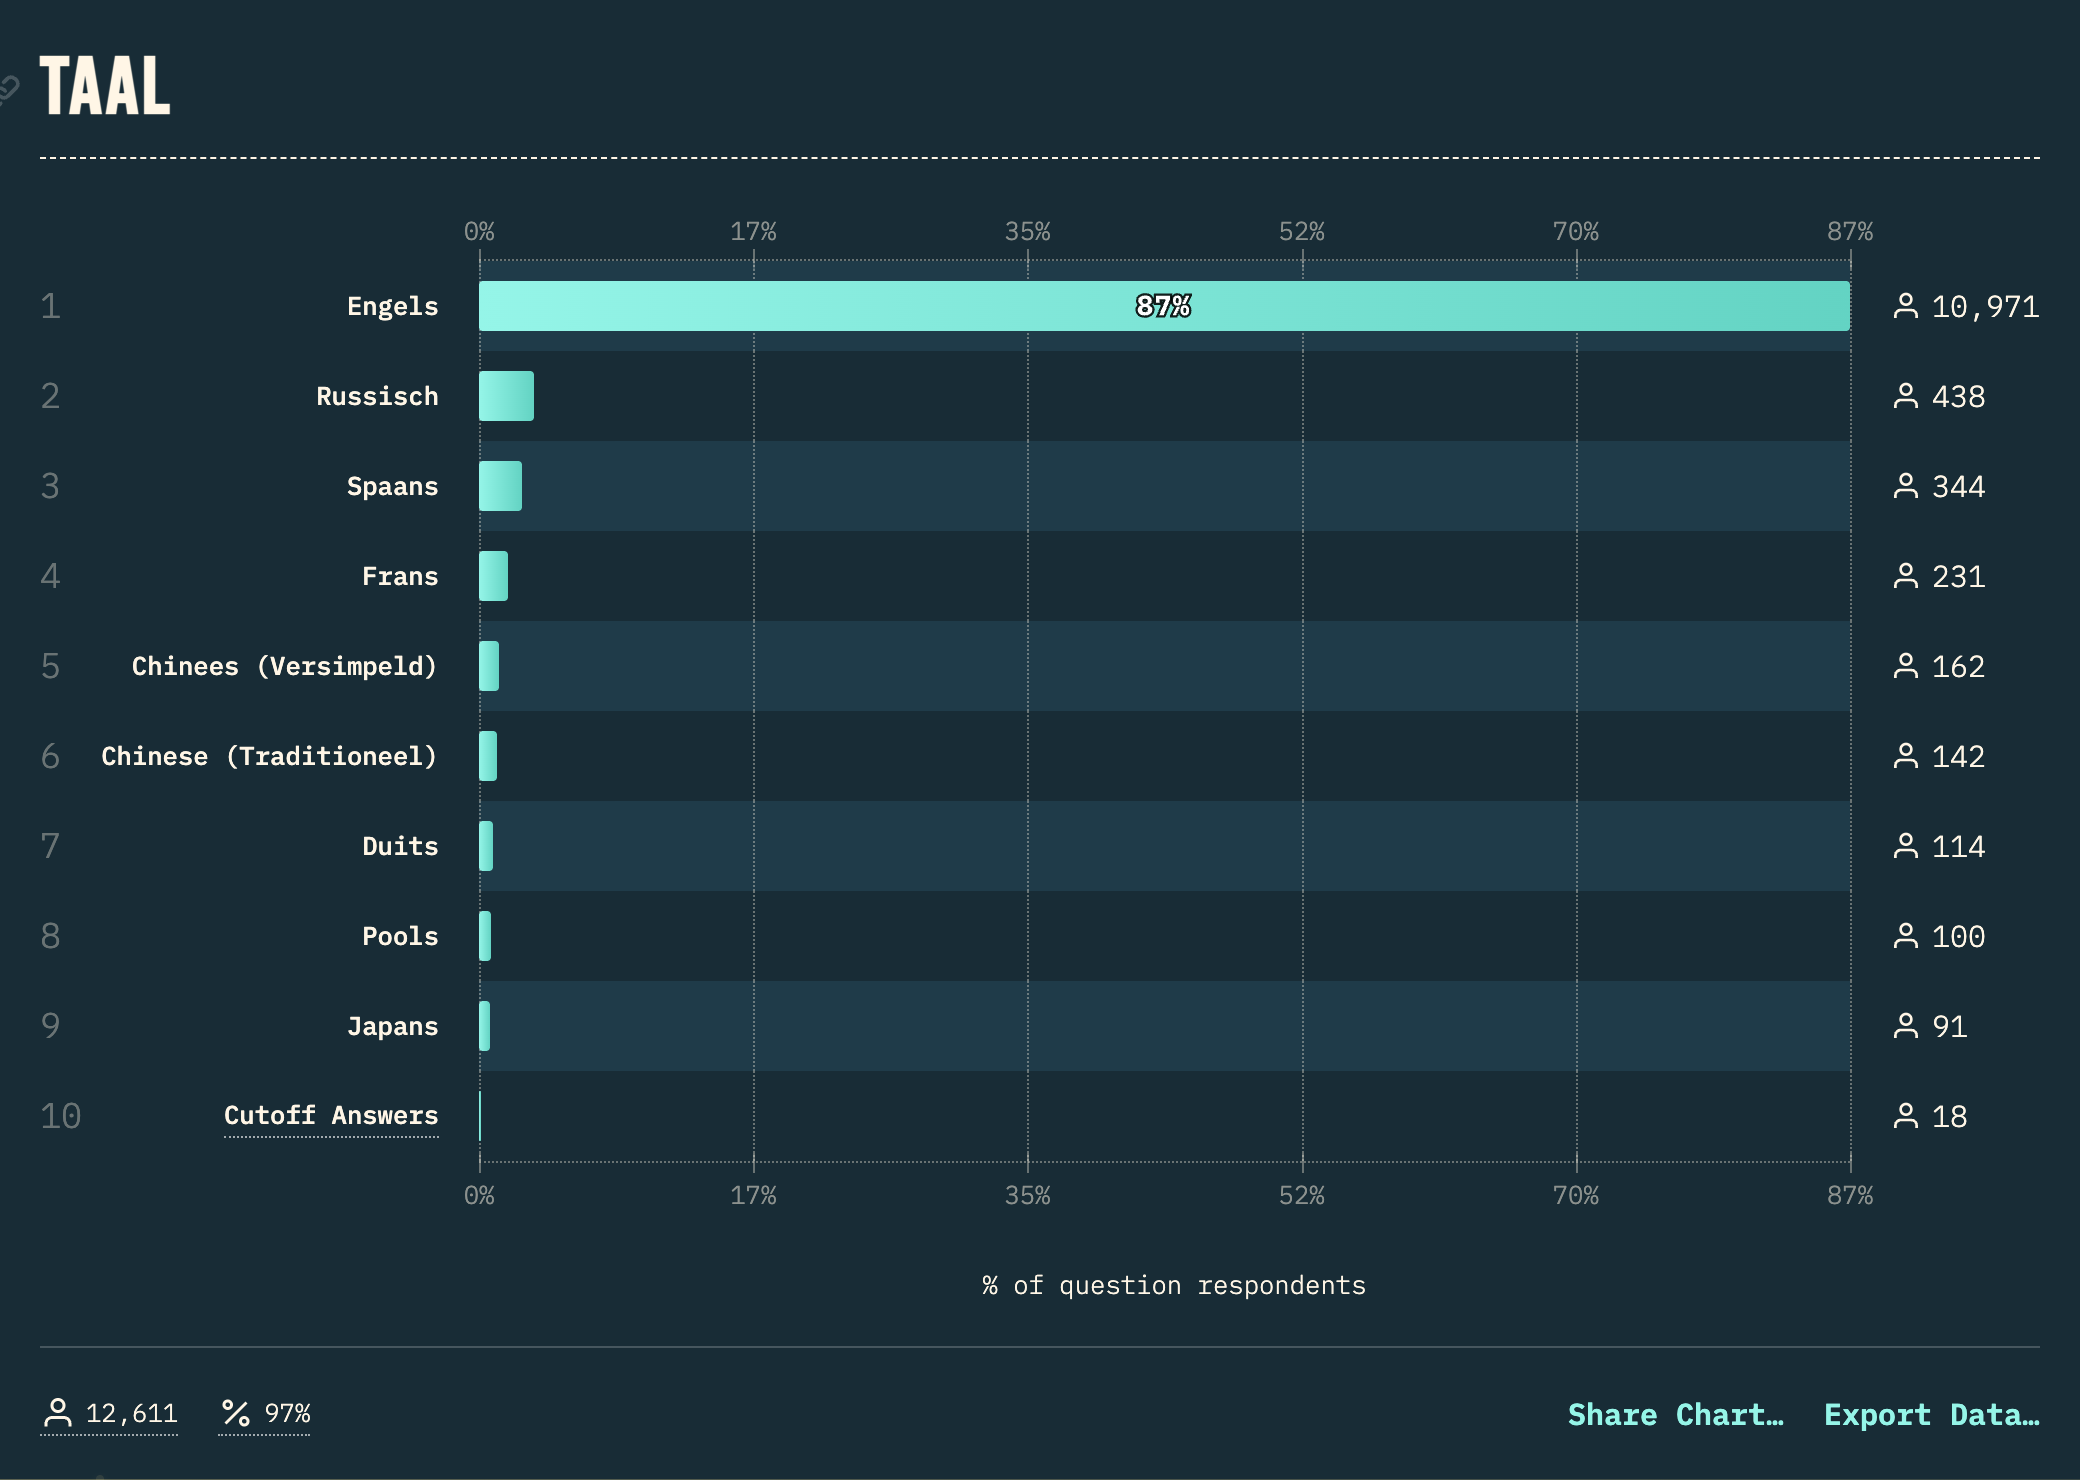 TAAL
0% 17% 35% 52% 70% 87%
1 Engels 87% 10,971
2 Russisch 438
3 Spaans 344
4 Frans 231
5 Chinees (Versimpeld) 162
6 Chinese (Traditioneel) 142
7 Duits 114
8 Pools 100
9 Japans 91
10 Cutoff Answers 18
0% 17% 35% 52% 70% 87%
% of question respondents
12,611 % 97% Share Chart… Export Data…